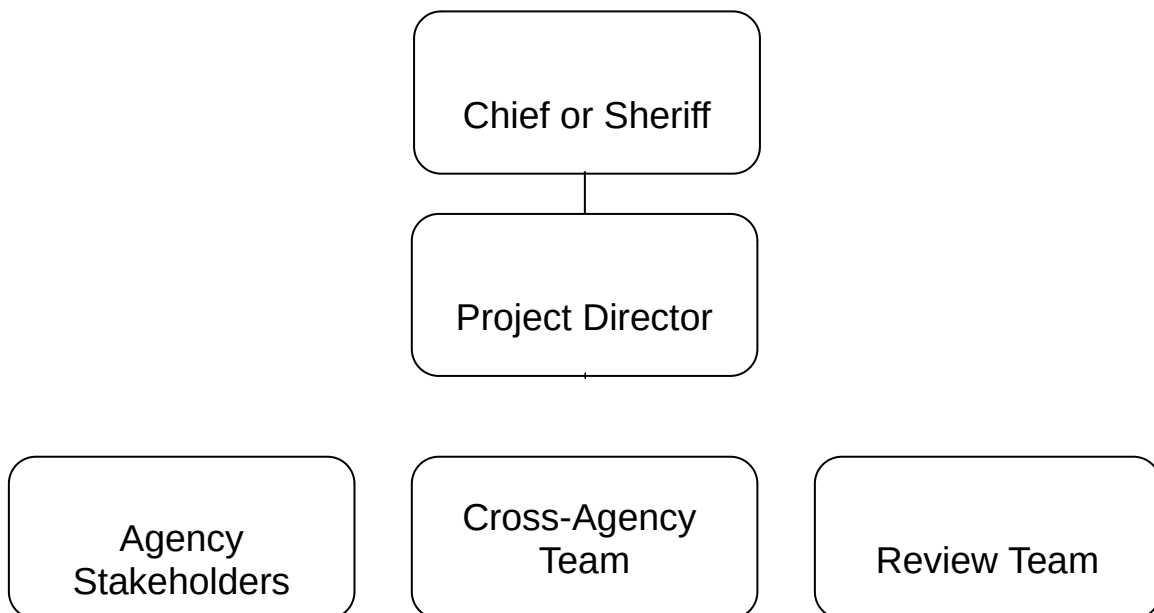 Chief or Sheriff
Project Director
Agency
Stakeholders
Cross-Agency
Team
Review Team